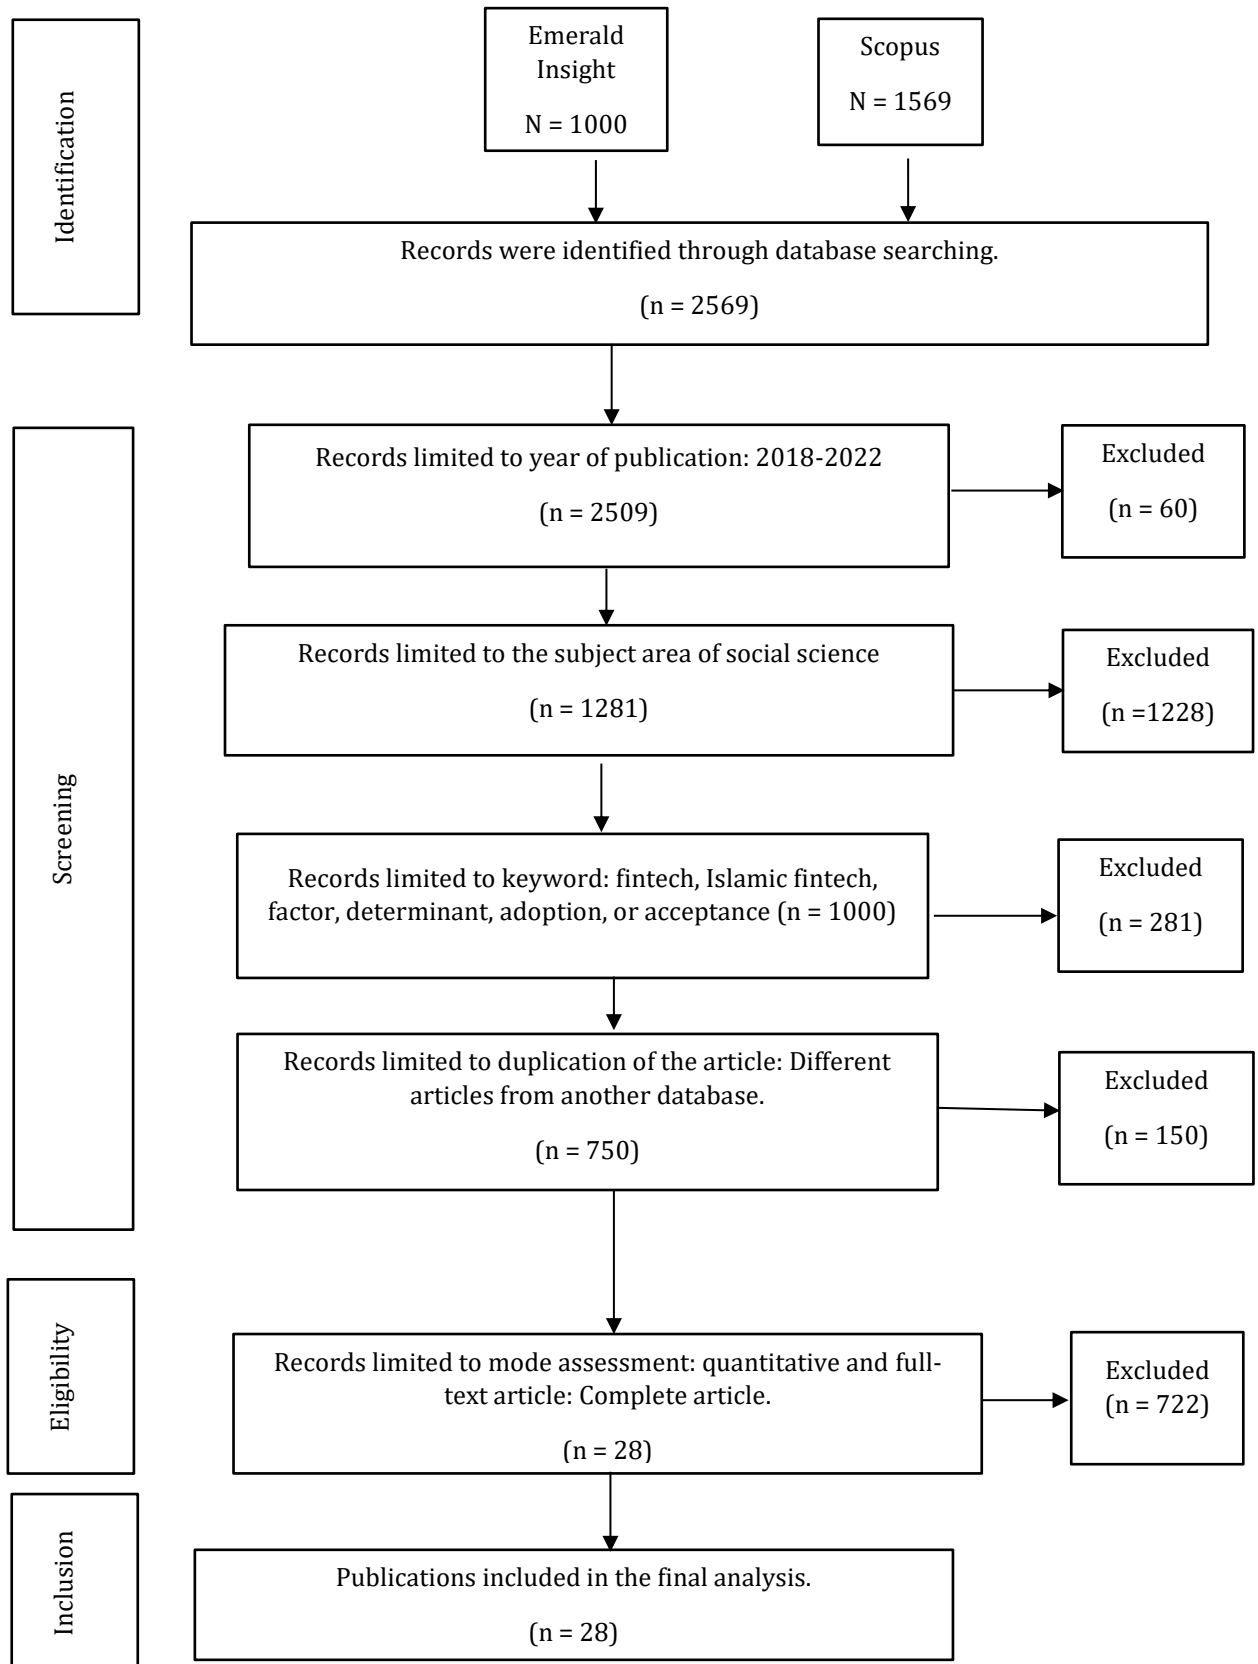 Identification
Emerald
Insight
N = 1000
Scopus
N = 1569
Records were identified through database searching.
(n = 2569)
Screening
Records limited to year of publication: 2018-2022
(n = 2509)
Excluded
(n = 60)
Records limited to the subject area of social science
(n = 1281)
Excluded
(n =1228)
Records limited to keyword: fintech, Islamic fintech,
factor, determinant, adoption, or acceptance (n = 1000)
Excluded
(n = 281)
Records limited to duplication of the article: Different
articles from another database.
(n = 750)
Excluded
(n = 150)
Eligibility
Records limited to mode assessment: quantitative and full-
text article: Complete article.
(n = 28)
Excluded
(n = 722)
Inclusion
Publications included in the final analysis.
(n = 28)